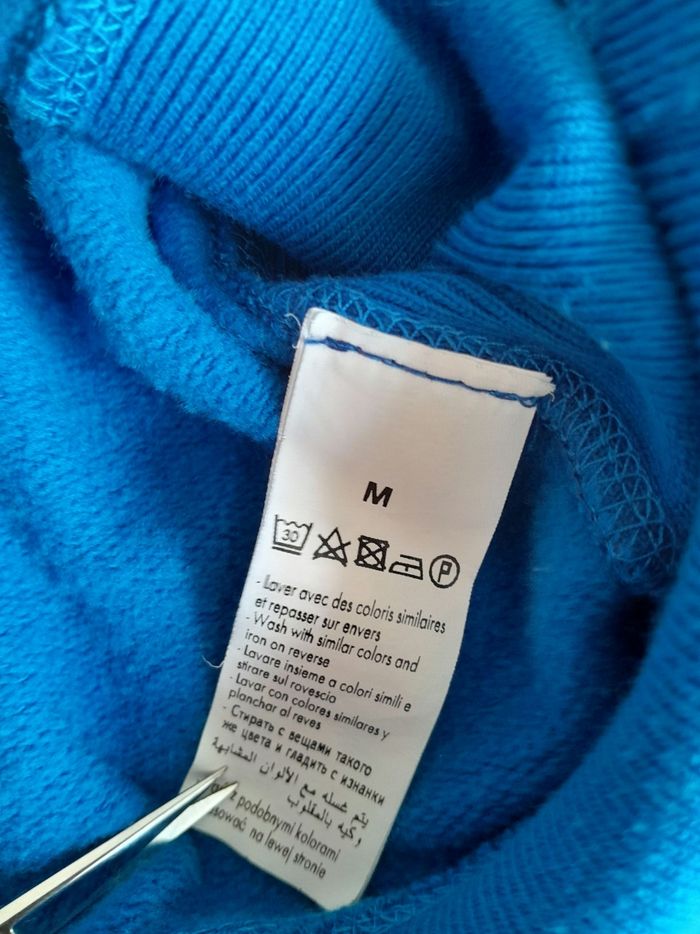 M
30
P
- Laver avec des coloris similaires
et repasser sur envers
- Wash with similar colors and
iron on reverse
- Lavare insieme a colori simili e
stirare sul rovescio
- Lavar con colores similares y
planchar al reves
- Стирать с вещами такого
же цвета и гладить с изнанки
يتم غسله مع الألوان المشابهة
وكيه بالمقلوب
z podobnymi kolorami
na lewej stronie